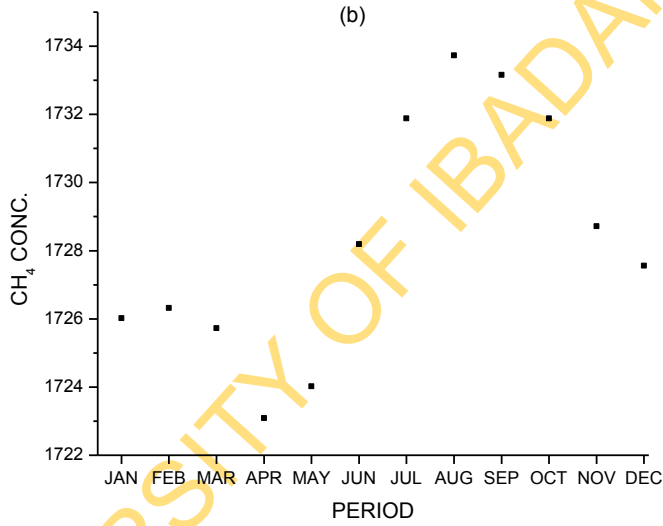 (b)
1734
1732
1730
1728
1726
1724
1722
CH₄ CONC.
JAN FEB MAR APR MAY JUN JUL AUG SEP OCT NOV DEC
PERIOD
ERSITY OF IBADAN